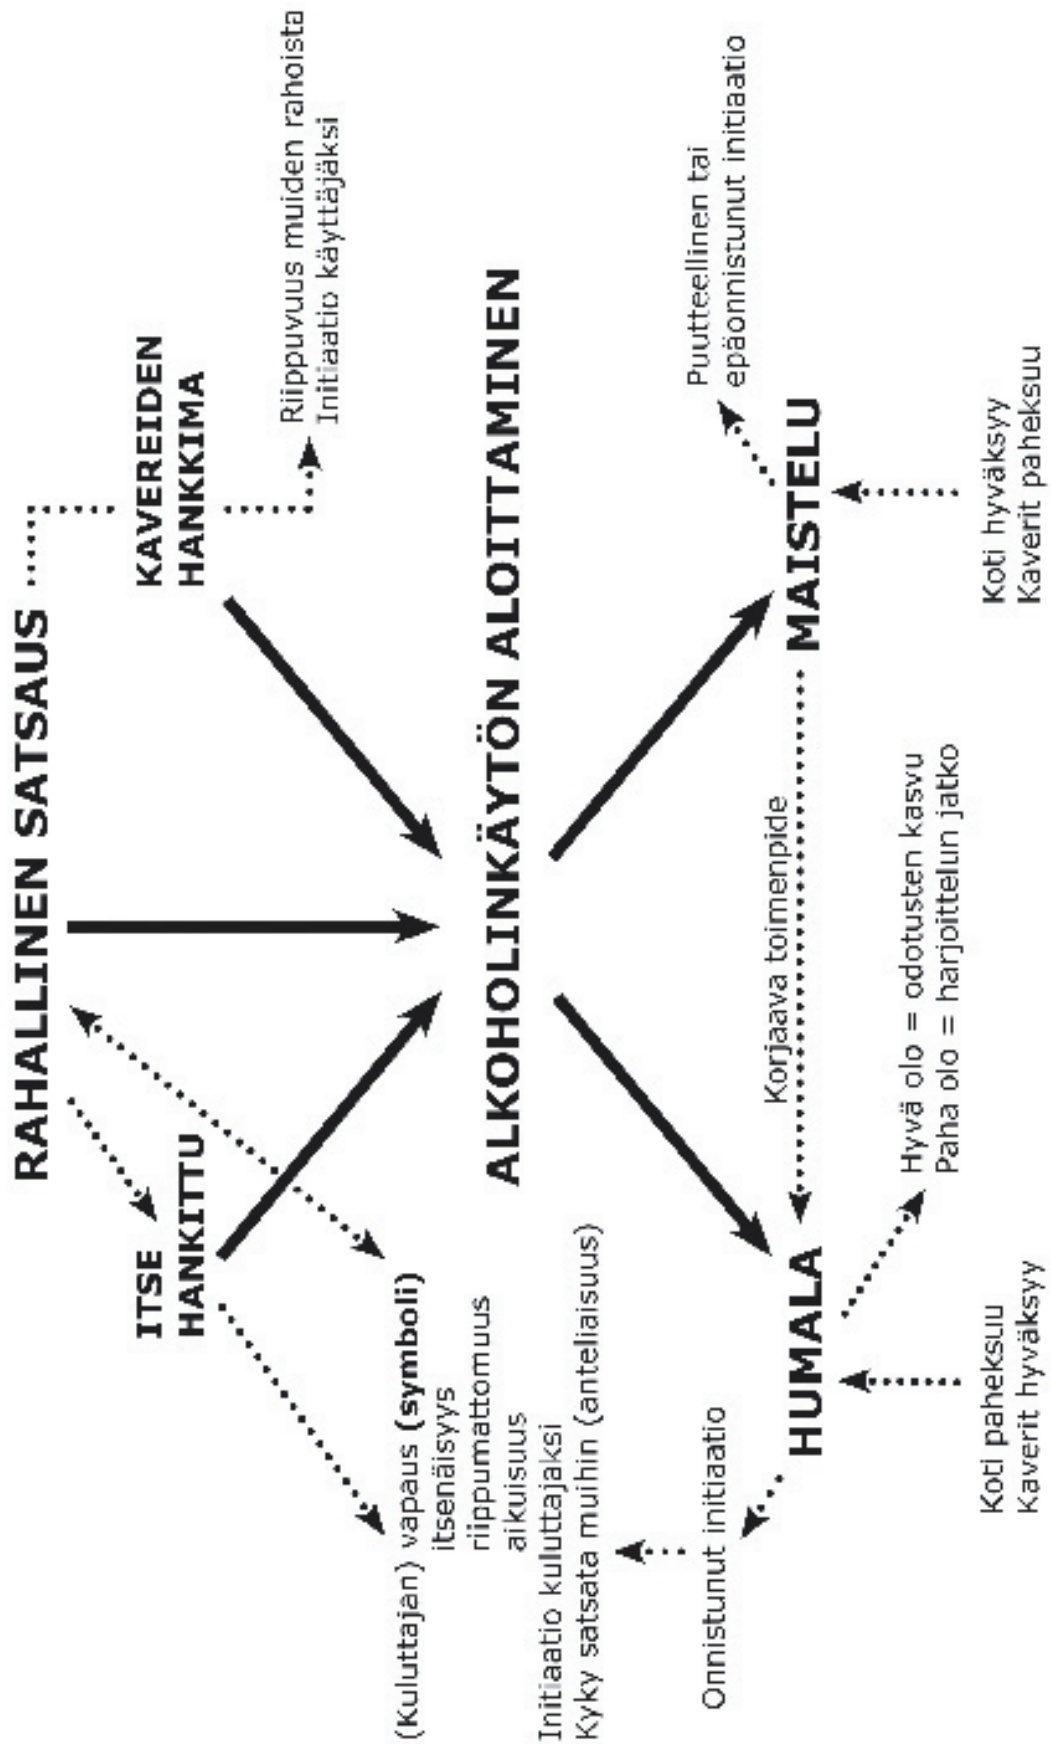 RAHALLINEN SATSAUS
ITSE
HANKITTU
KAVEREIDEN
HANKKIMA
Riippuvuus muiden rahoista
Initiaatio käyttäjäksi
(Kuluttajan) vapaus (symboli)
itsenäisyys
riippumattomuus
aikuisuus
Initiaatio kuluttajaksi
Kyky satsata muihin (anteliaisuus)
ALKOHOLINKÄYTÖN ALOITTAMINEN
Onnistunut initiaatio
Korjaava toimenpide
Puutteellinen tai
epäonnistunut initiaatio
HUMALA
MAISTELU
Hyvä olo = odotusten kasvu
Paha olo = harjoittelun jatko
Koti paheksuu
Kaverit hyväksyy
Koti hyväksyy
Kaverit paheksuu